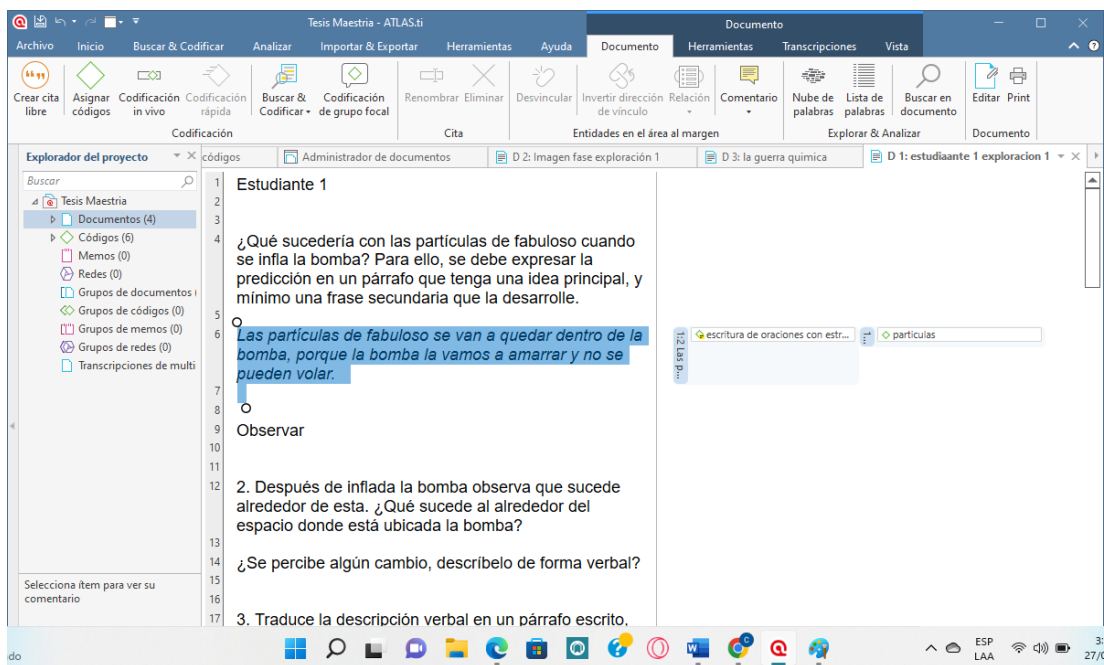 Tesis Maestria - ATLAS.ti
Documento
Archivo Inicio Buscar & Codificar Analizar Importar & Exportar Herramientas Ayuda Documento Herramientas Transcripciones Vista
Crear cita libre
Asignar códigos
Codificación in vivo
Codificación rápida
Buscar & Codificar
Codificación de grupo focal
Renombrar Eliminar
Desvincular
Invertir dirección de vínculo
Relación
Comentario
Nube de palabras
Lista de palabras
Buscar en documento
Editar Print
Codificación
Cita
Entidades en el área al margen
Explorar & Analizar
Documento
Explorador del proyecto
códigos
Administrador de documentos
D 2: Imagen fase exploración 1
D 3: la guerra quimica
D 1: estudiaante 1 exploracion 1
Buscar
Tesis Maestria
Documentos (4)
Códigos (6)
Memos (0)
Redes (0)
Grupos de documentos (
Grupos de códigos (0)
Grupos de memos (0)
Grupos de redes (0)
Transcripciones de multi
Selecciona ítem para ver su
comentario
1 Estudiante 1
2
3
4 ¿Qué sucedería con las partículas de fabuloso cuando
se infla la bomba? Para ello, se debe expresar la
predicción en un párrafo que tenga una idea principal, y
mínimo una frase secundaria que la desarrolle.
5
6 Las partículas de fabuloso se van a quedar dentro de la
bomba, porque la bomba la vamos a amarrar y no se
pueden volar.
7
8
9 Observar
10
11
12 2. Después de inflada la bomba observa que sucede
alrededor de esta. ¿Qué sucede al alrededor del
espacio donde está ubicada la bomba?
13
14 ¿Se percibe algún cambio, descríbelo de forma verbal?
15
16
17 3. Traduce la descripción verbal en un párrafo escrito,
1:2 Las p...
escritura de oraciones con estr...
1...
particulas
do
ESP
LAA
3:
27/0